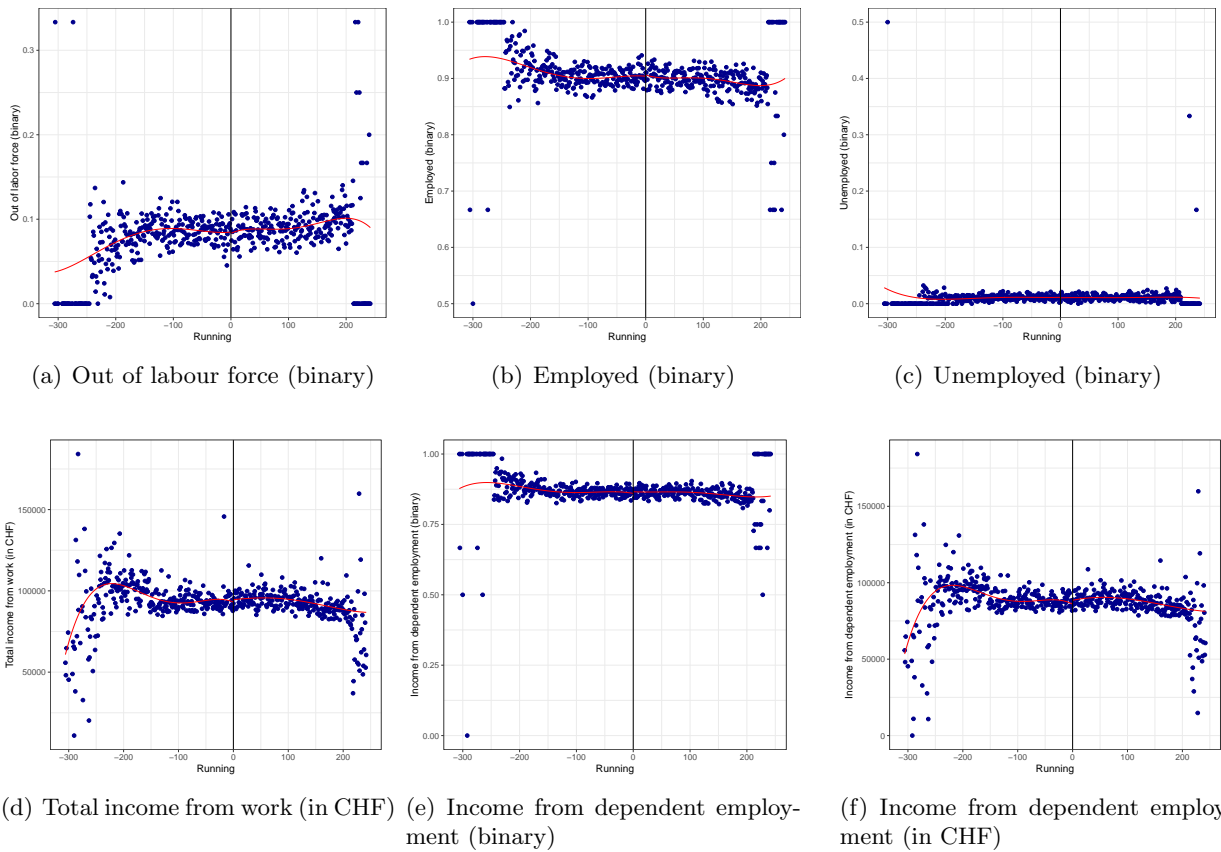 Out of labor force (binary)
0.3
0.2
0.1
0.0
−300 −200 −100 0 100 200
Running
(a) Out of labour force (binary)
Employed (binary)
1.0
0.9
0.8
0.7
0.6
0.5
−300 −200 −100 0 100 200
Running
(b) Employed (binary)
Unemployed (binary)
0.5
0.4
0.3
0.2
0.1
0.0
−300 −200 −100 0 100 200
Running
(c) Unemployed (binary)
Total income from work (in CHF)
150000
100000
50000
−300 −200 −100 0 100 200
Running
(d) Total income from work (in CHF)
Income from dependent employment (binary)
1.00
0.75
0.50
0.25
0.00
−300 −200 −100 0 100 200
Running
(e) Income from dependent employ-
ment (binary)
Income from dependent employment (in CHF)
150000
100000
50000
0
−300 −200 −100 0 100 200
Running
(f) Income from dependent employ
ment (in CHF)